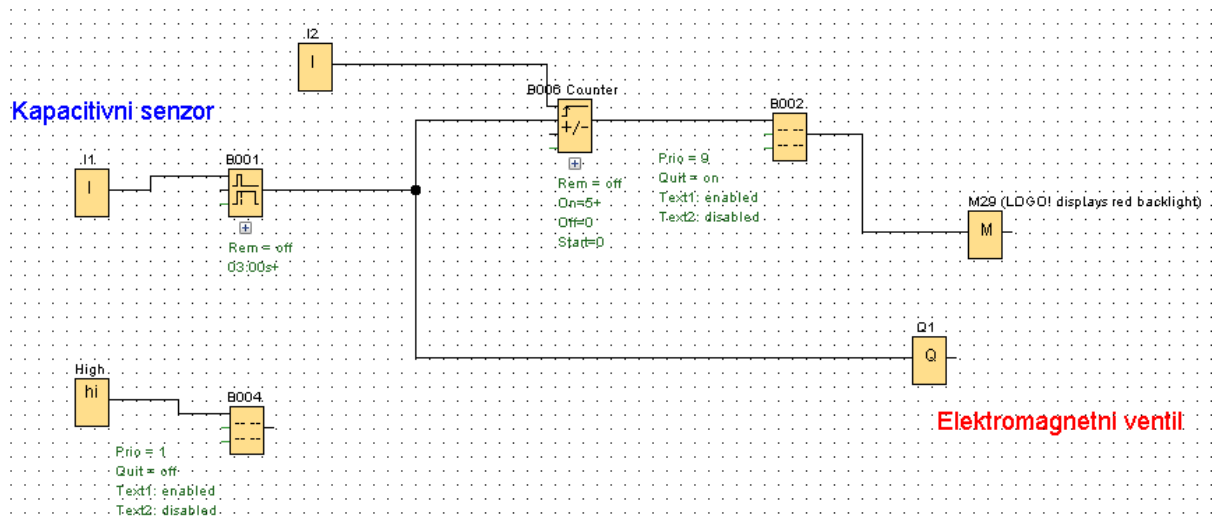 I2
I
B006 Counter
+/-
Rem = off
On=5+
Off=0
Start=0
B002
Prio = 9
Quit = on
Text1: enabled
Text2: disabled
Kapacitivni senzor
I1
I
B001
Rem = off
03:00s+
M29 (LOGO! displays red backlight)
M
Q1
Q
Elektromagnetni ventil
High
hi
B004
Prio = 1
Quit = off
Text1: enabled
Text2: disabled